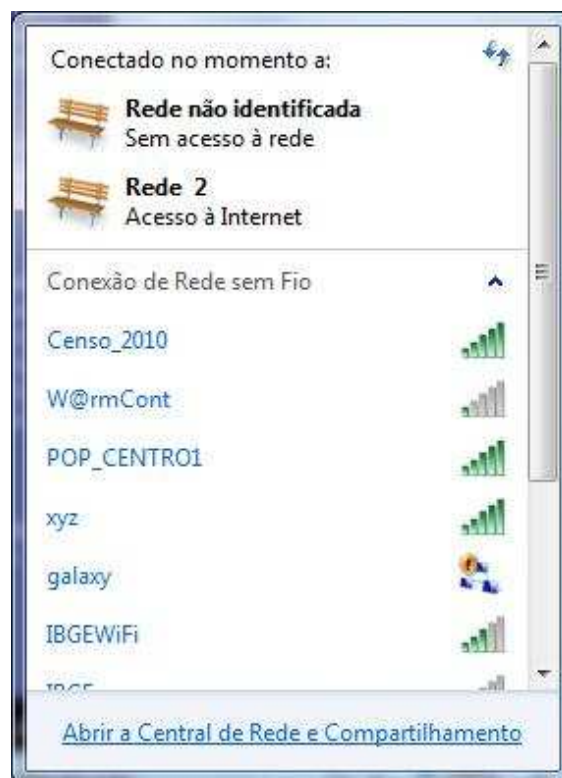 Conectado no momento a:
Rede não identificada
Sem acesso à rede
Rede 2
Acesso à Internet
Conexão de Rede sem Fio
Censo_2010
W@rmCont
POP_CENTRO1
xyz
galaxy
IBGEWiFi
Abrir a Central de Rede e Compartilhamento